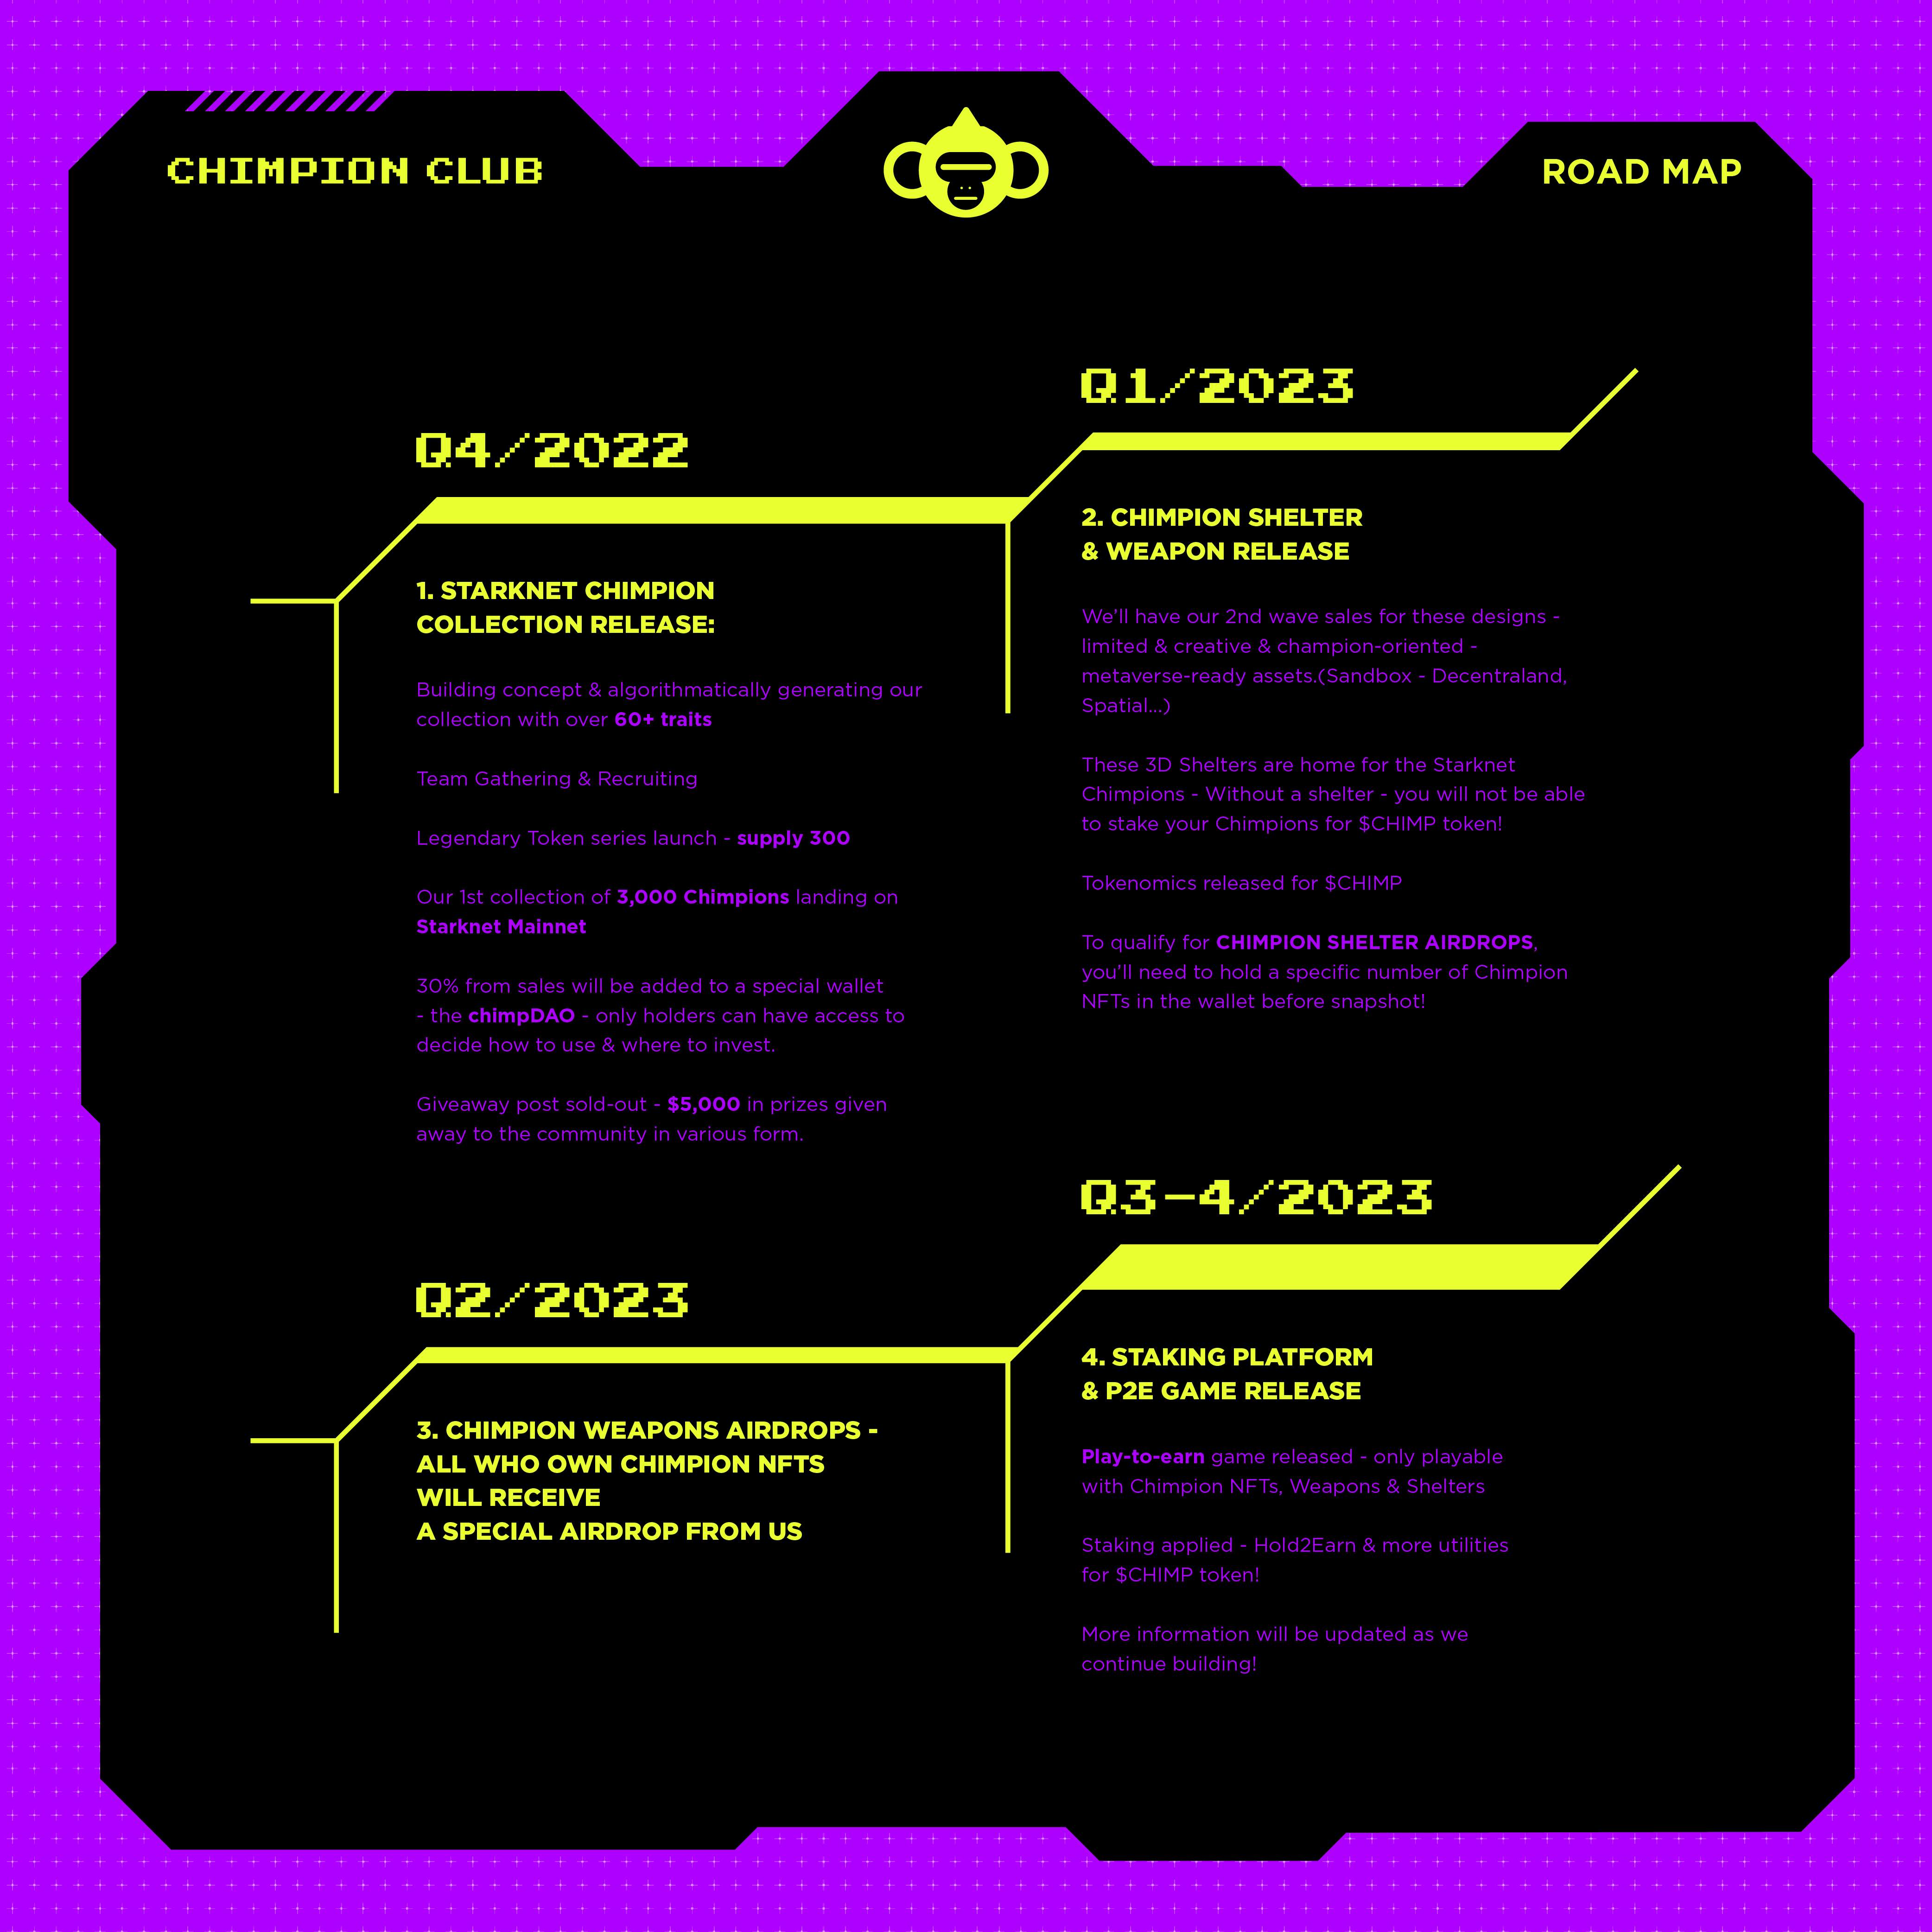 CHIMPION CLUB
ROAD MAP
Q4/2022
1. STARKNET CHIMPION
COLLECTION RELEASE:
Building concept & algorithmatically generating our
collection with over 60+ traits
Team Gathering & Recruiting
Legendary Token series launch - supply 300
Our 1st collection of 3,000 Chimpions landing on
Starknet Mainnet
30% from sales will be added to a special wallet
- the chimpDAO - only holders can have access to
decide how to use & where to invest.
Giveaway post sold-out - $5,000 in prizes given
away to the community in various form.
Q1/2023
2. CHIMPION SHELTER
& WEAPON RELEASE
We'll have our 2nd wave sales for these designs -
limited & creative & champion-oriented -
metaverse-ready assets.(Sandbox - Decentraland,
Spatial...)
These 3D Shelters are home for the Starknet
Chimpions - Without a shelter - you will not be able
to stake your Chimpions for $CHIMP token!
Tokenomics released for $CHIMP
To qualify for CHIMPION SHELTER AIRDROPS,
you'll need to hold a specific number of Chimpion
NFTs in the wallet before snapshot!
Q2/2023
3. CHIMPION WEAPONS AIRDROPS -
ALL WHO OWN CHIMPION NFTS
WILL RECEIVE
A SPECIAL AIRDROP FROM US
Q3-4/2023
4. STAKING PLATFORM
& P2E GAME RELEASE
Play-to-earn game released - only playable
with Chimpion NFTs, Weapons & Shelters
Staking applied - Hold2Earn & more utilities
for $CHIMP token!
More information will be updated as we
continue building!